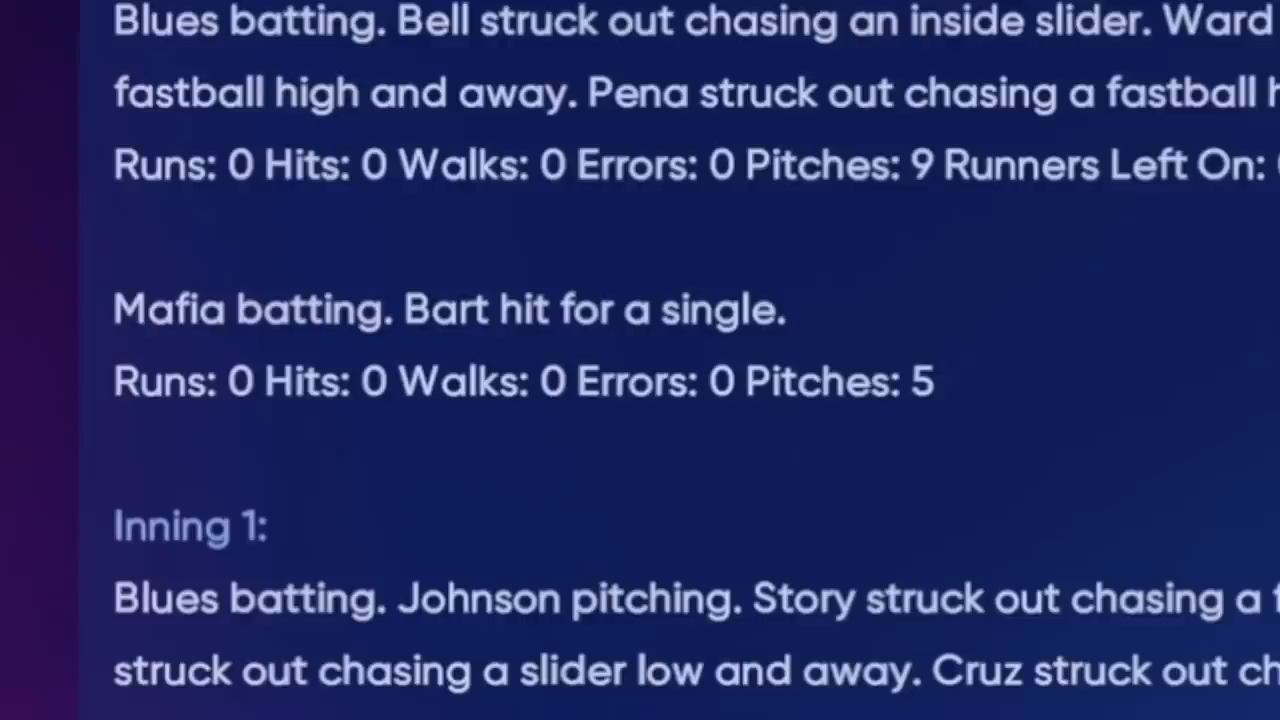 Blues batting. Bell struck out chasing an inside slider. Ward
fastball high and away. Pena struck out chasing a fastball
Runs: 0 Hits: 0 Walks: 0 Errors: 0 Pitches: 9 Runners Left On:
Mafia batting. Bart hit for a single.
Runs: 0 Hits: 0 Walks: 0 Errors: 0 Pitches: 5
Inning 1:
Blues batting. Johnson pitching. Story struck out chasing a
struck out chasing a slider low and away. Cruz struck out